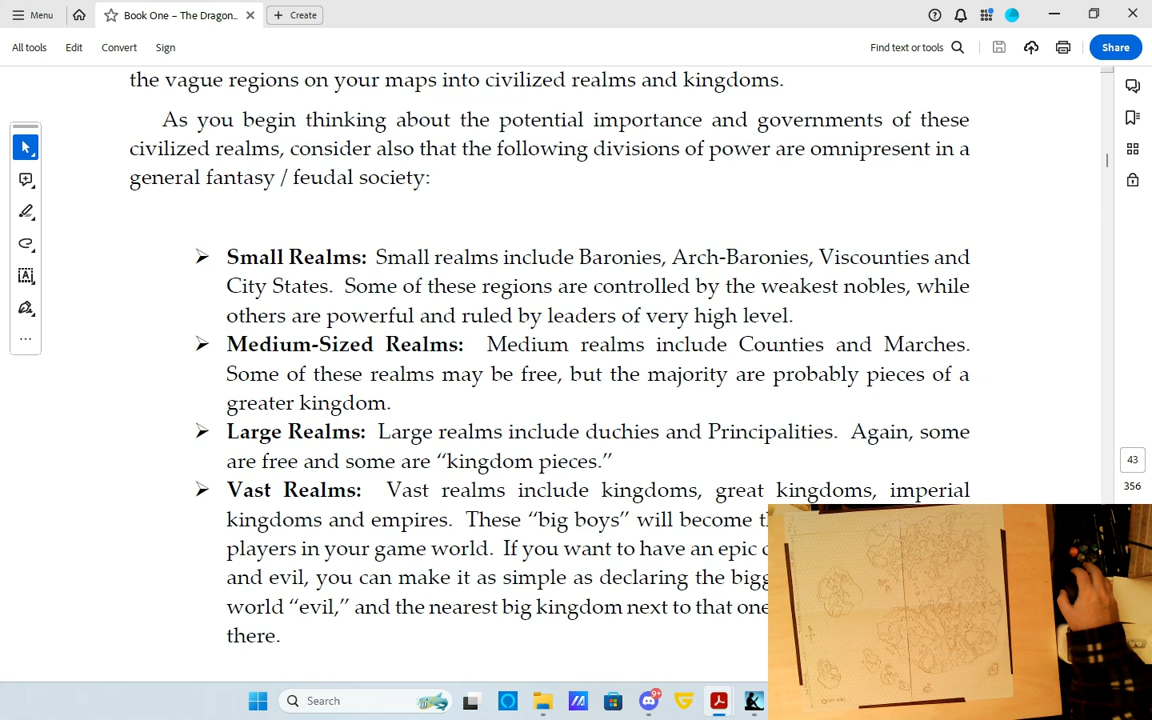 Menu
Book One – The Dragon...
Create
All tools
Edit
Convert
Sign
Find text or tools
Share
the vague regions on your maps into civilized realms and kingdoms.
As you begin thinking about the potential importance and governments of these
civilized realms, consider also that the following divisions of power are omnipresent in a
general fantasy / feudal society:
➢ Small Realms: Small realms include Baronies, Arch-Baronies, Viscounties and
City States. Some of these regions are controlled by the weakest nobles, while
others are powerful and ruled by leaders of very high level.
➢ Medium-Sized Realms: Medium realms include Counties and Marches.
Some of these realms may be free, but the majority are probably pieces of a
greater kingdom.
➢ Large Realms: Large realms include duchies and Principalities. Again, some
are free and some are “kingdom pieces.”
➢ Vast Realms: Vast realms include kingdoms, great kingdoms, imperial
kingdoms and empires. These “big boys” will become
players in your game world. If you want to have an epic
and evil, you can make it as simple as declaring the
world “evil,” and the nearest big kingdom next to that one
there.
43
356
Search
9+